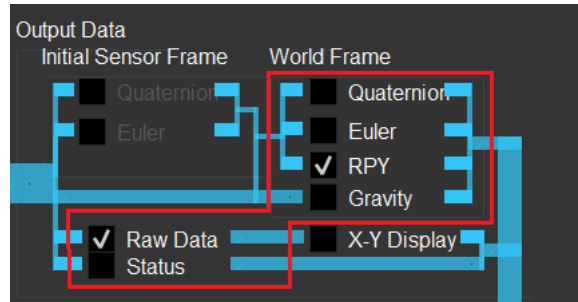 Output Data
Initial Sensor Frame World Frame
Quaternion Quaternion
Euler Euler
RPY
Gravity
Raw Data X-Y Display
Status